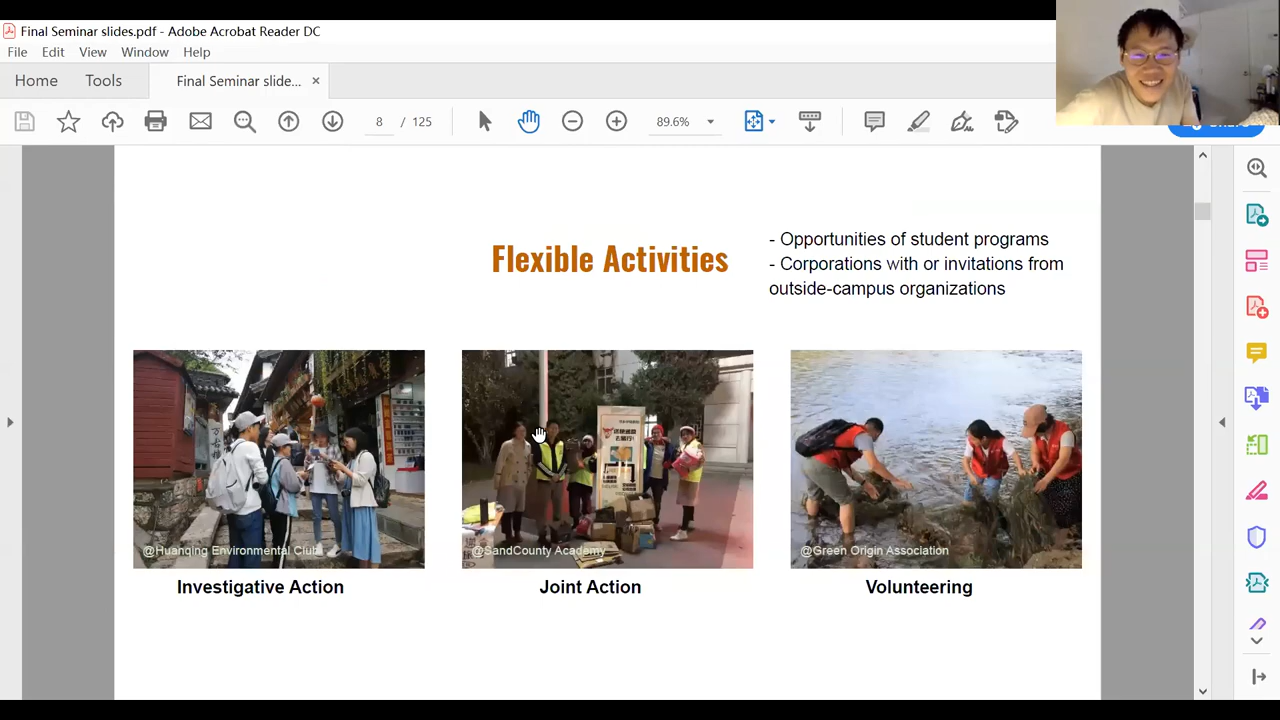 Final Seminar slides.pdf - Adobe Acrobat Reader DC
File Edit View Window Help
Home Tools Final Seminar slide... ×
8 / 125 89.6%
Flexible Activities
- Opportunities of student programs
- Corporations with or invitations from
outside-campus organizations
@Huanqing Environmental Club
@SandCounty Academy
@Green Origin Association
Investigative Action
Joint Action
Volunteering